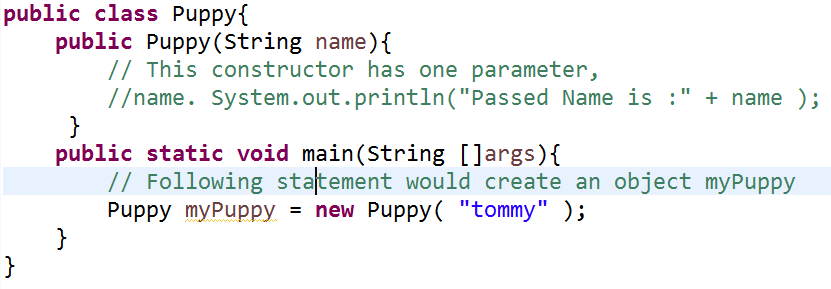 public class Puppy{
    public Puppy(String name){
        // This constructor has one parameter,
        //name. System.out.println("Passed Name is :" + name );
     }
    public static void main(String []args){
        // Following statement would create an object myPuppy
        Puppy myPuppy = new Puppy( "tommy" );
    }
}